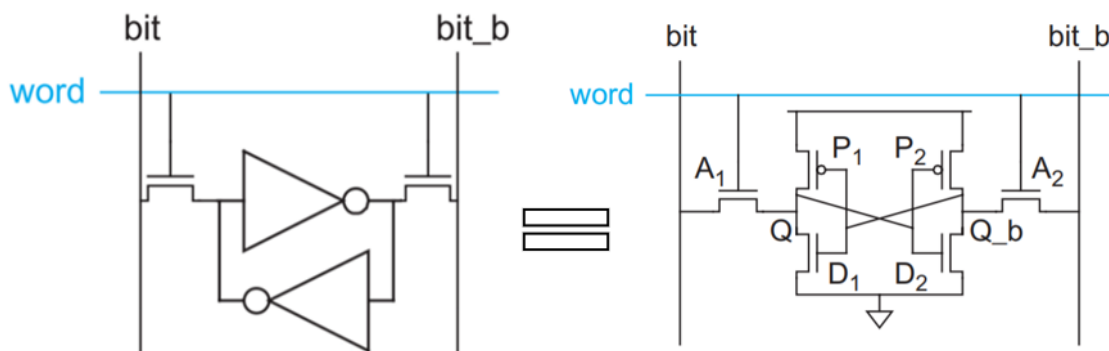 bit bit_b
word
bit bit_b
word
P1 P2
A1 A2
Q Q_b
D1 D2